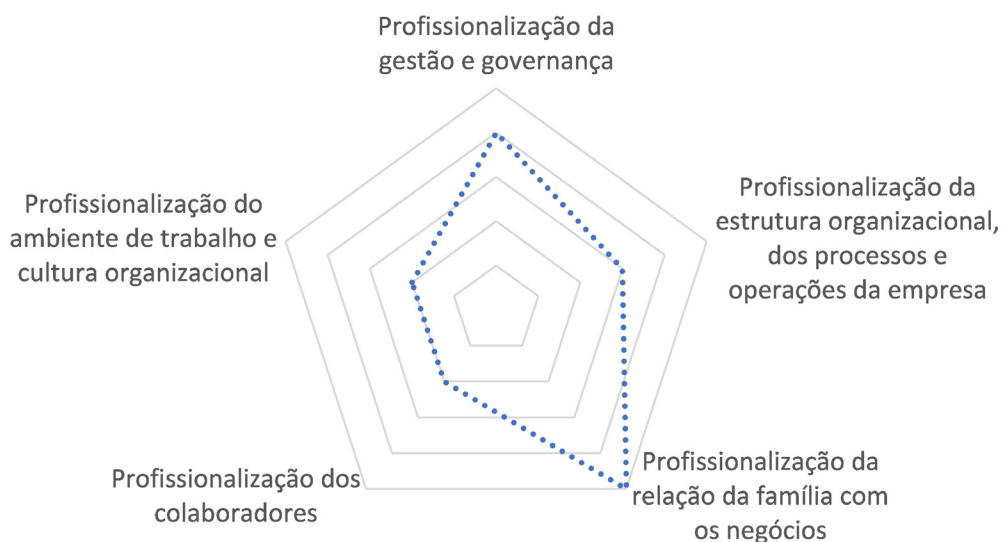 Profissionalização da
gestão e governança
Profissionalização da
estrutura organizacional,
dos processos e
operações da empresa
Profissionalização da
relação da família com
os negócios
Profissionalização dos
colaboradores
Profissionalização do
ambiente de trabalho e
cultura organizacional